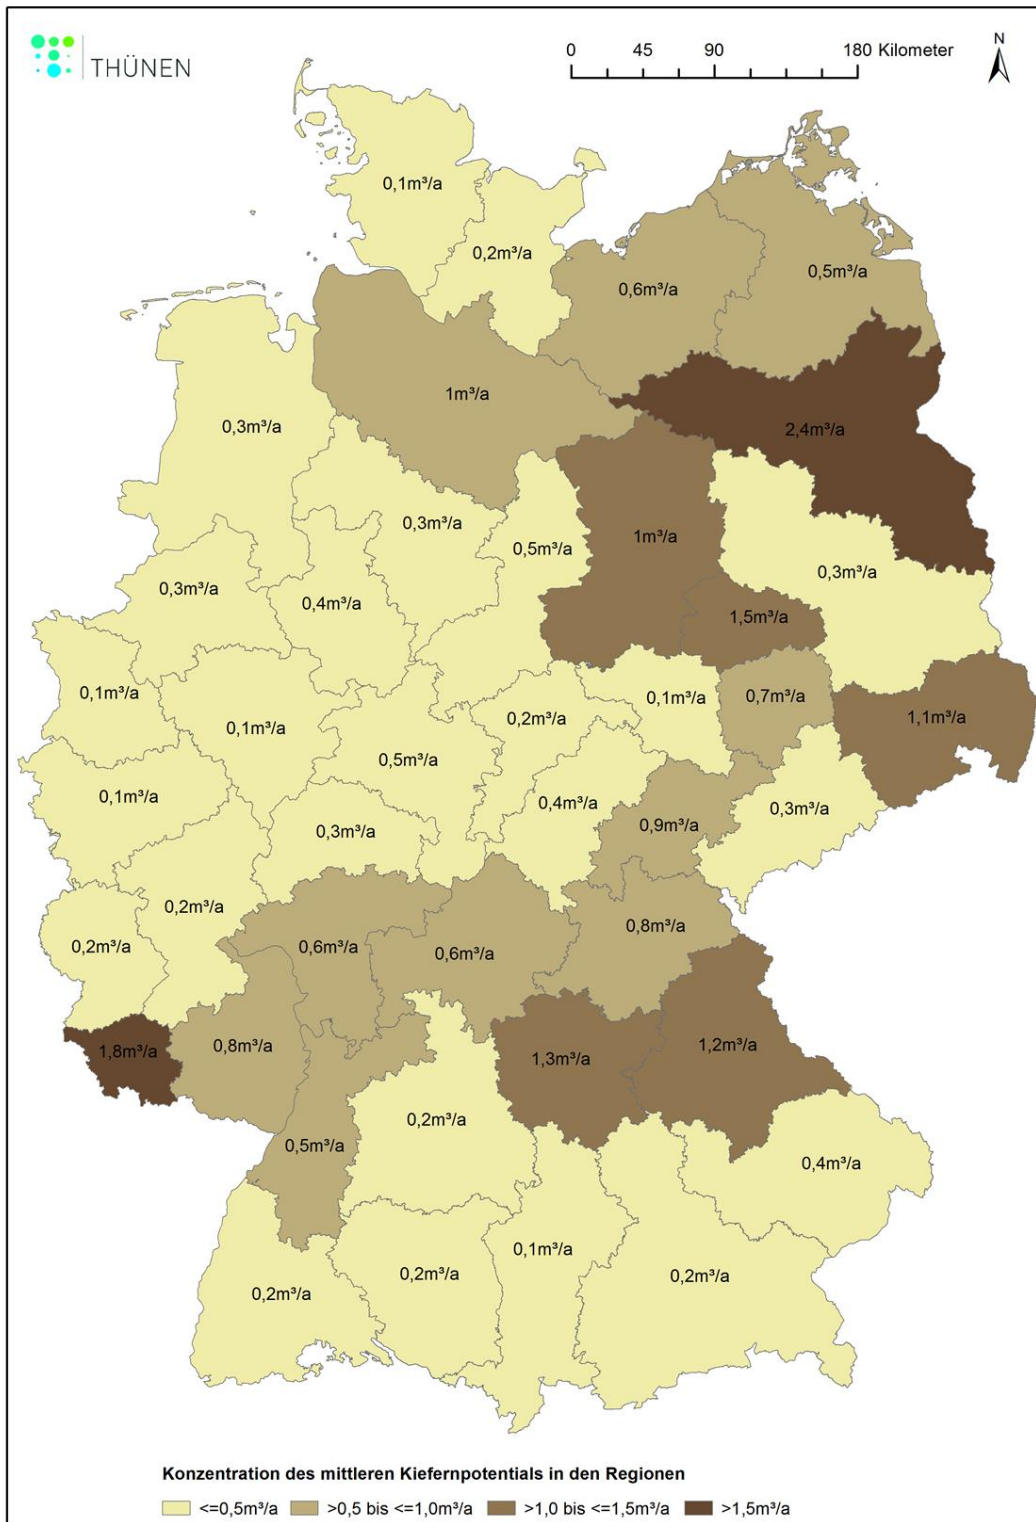 THÜNEN
0 45 90 180 Kilometer
N
0,1m³/a
0,2m³/a
0,6m³/a
0,5m³/a
1m³/a
0,3m³/a
2,4m³/a
0,3m³/a
0,5m³/a
1m³/a
0,3m³/a
0,3m³/a
0,4m³/a
1,5m³/a
0,1m³/a
0,1m³/a
0,2m³/a
0,1m³/a
0,7m³/a
1,1m³/a
0,5m³/a
0,1m³/a
0,3m³/a
0,4m³/a
0,9m³/a
0,3m³/a
0,2m³/a
0,2m³/a
0,6m³/a
0,6m³/a
0,8m³/a
1,8m³/a
0,8m³/a
1,3m³/a
1,2m³/a
0,5m³/a
0,2m³/a
0,4m³/a
0,2m³/a
0,2m³/a
0,1m³/a
0,2m³/a
Konzentration des mittleren Kiefernpotentials in den Regionen
<=0,5m³/a >0,5 bis <=1,0m³/a >1,0 bis <=1,5m³/a >1,5m³/a